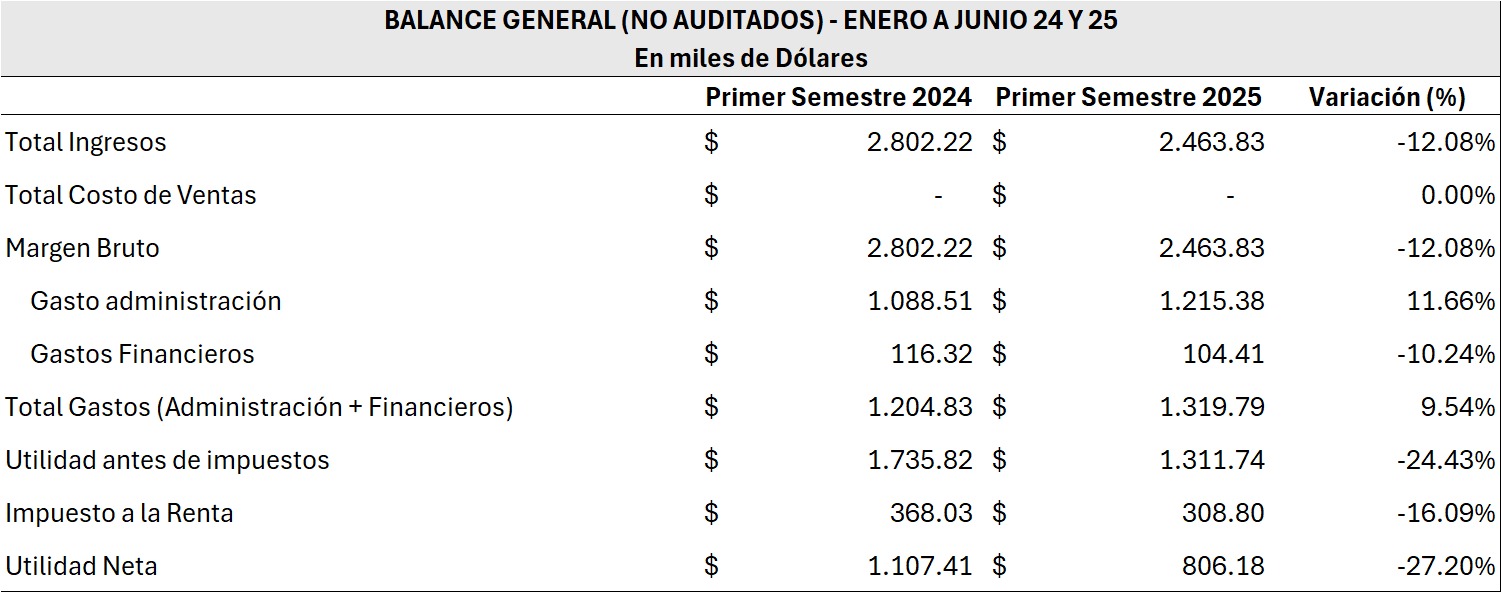 BALANCE GENERAL (NO AUDITADOS) - ENERO A JUNIO 24 Y 25
En miles de Dólares
Primer Semestre 2024 Primer Semestre 2025 Variación (%)
Total Ingresos $ 2.802.22 $ 2.463.83 -12.08%
Total Costo de Ventas $ - $ - 0.00%
Margen Bruto $ 2.802.22 $ 2.463.83 -12.08%
Gasto administración $ 1.088.51 $ 1.215.38 11.66%
Gastos Financieros $ 116.32 $ 104.41 -10.24%
Total Gastos (Administración + Financieros) $ 1.204.83 $ 1.319.79 9.54%
Utilidad antes de impuestos $ 1.735.82 $ 1.311.74 -24.43%
Impuesto a la Renta $ 368.03 $ 308.80 -16.09%
Utilidad Neta $ 1.107.41 $ 806.18 -27.20%